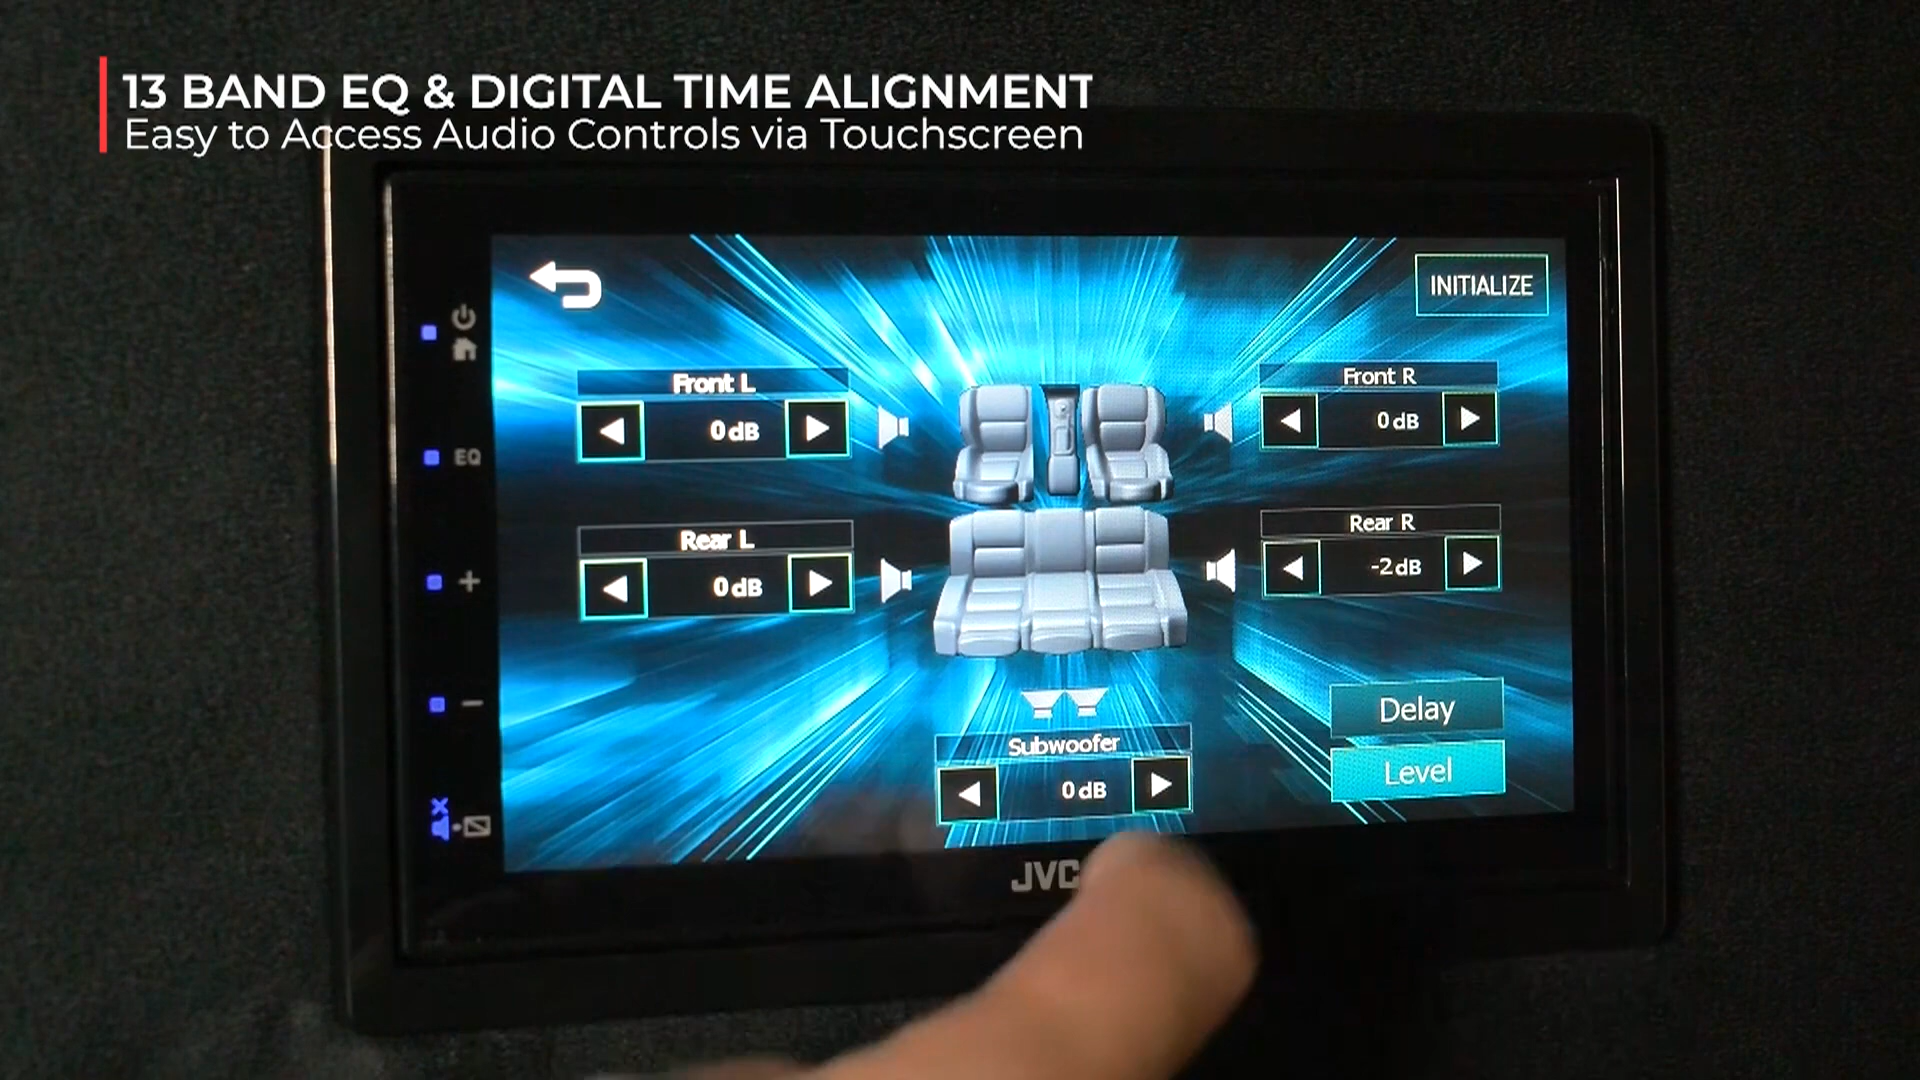 13 BAND EQ & DIGITAL TIME ALIGNMENT
Easy to Access Audio Controls via Touchscreen
INITIALIZE
Front L
0 dB
Front R
0 dB
EQ
Rear L
0 dB
Rear R
-2 dB
Delay
Level
Subwoofer
0 dB
JVC